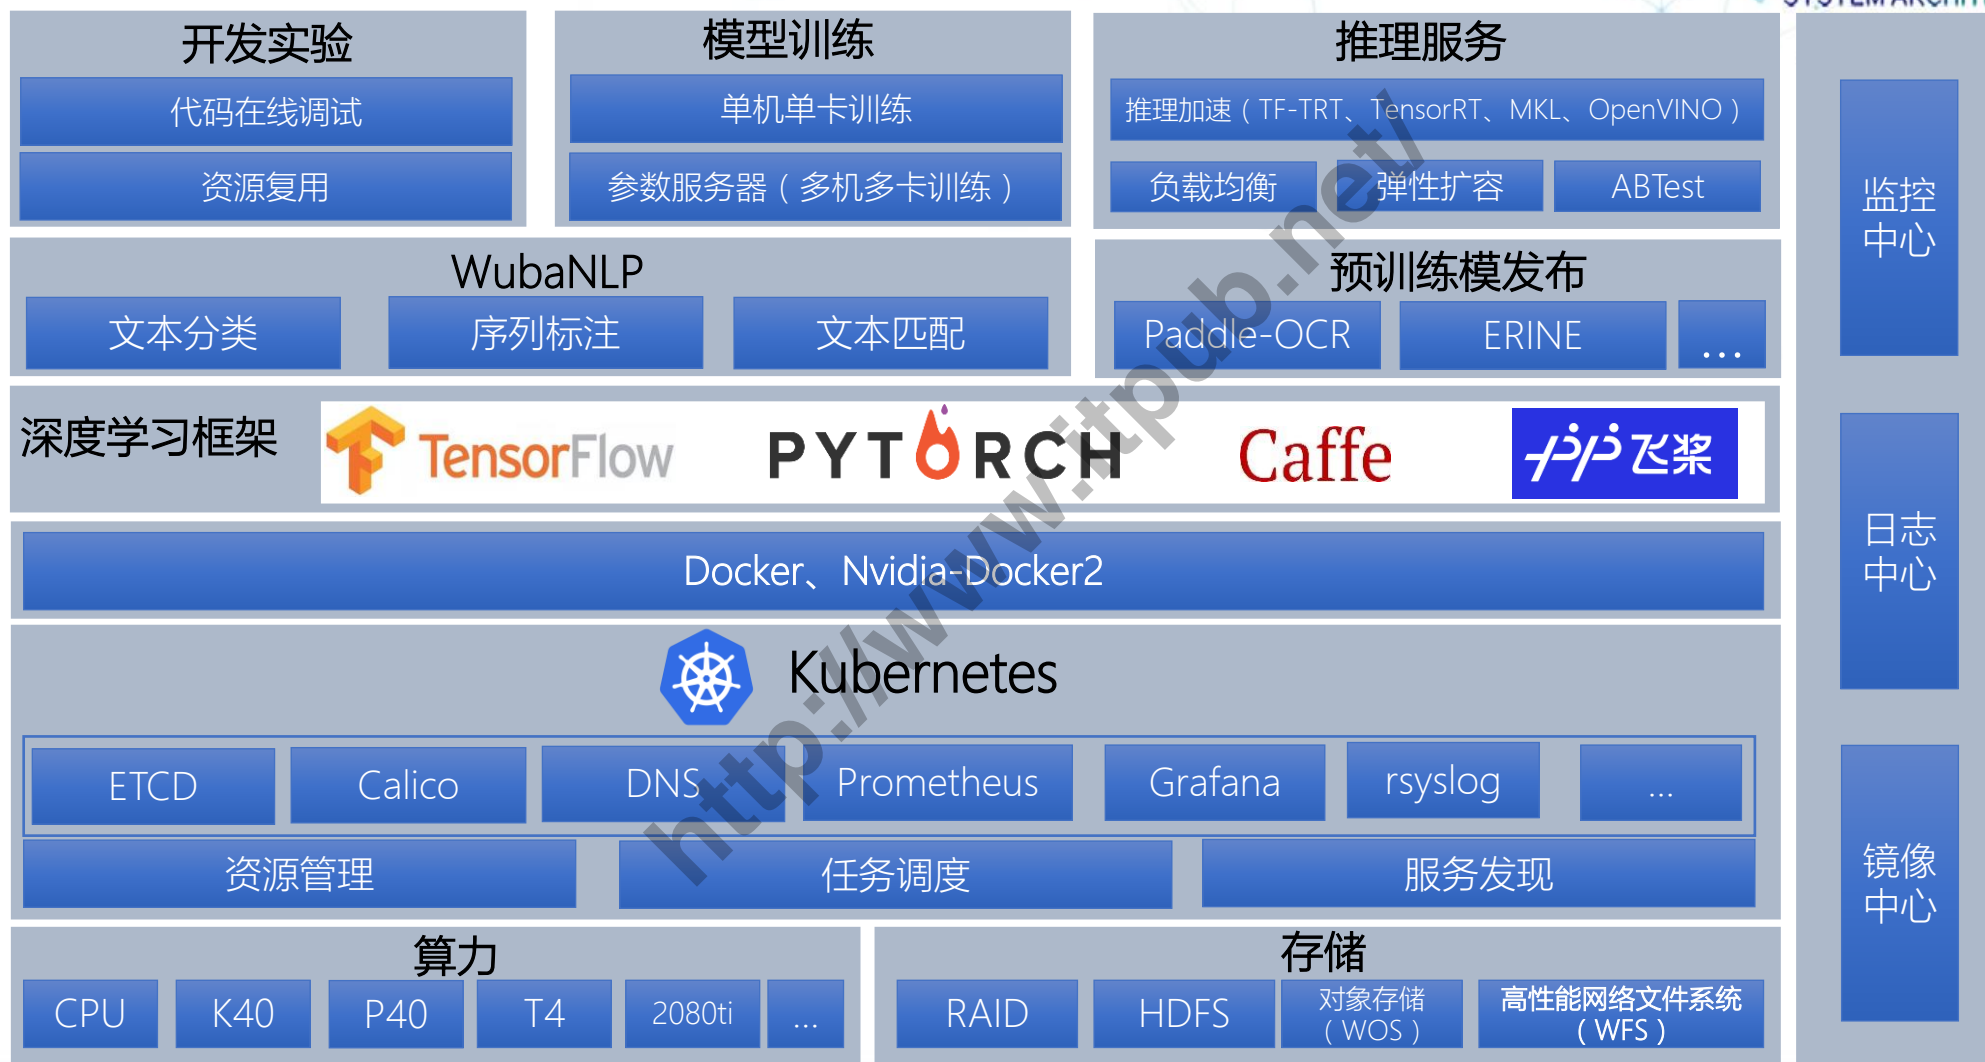 SYSTEM ARCHIT
开发实验
代码在线调试
资源复用
模型训练
单机单卡训练
参数服务器（多机多卡训练）
推理服务
推理加速（TF-TRT、TensorRT、MKL、OpenVINO）
负载均衡
弹性扩容
ABTest
WubaNLP
文本分类
序列标注
文本匹配
预训练模发布
Paddle-OCR
ERINE
...
深度学习框架
TensorFlow
PYTORCH
Caffe
飞桨
Docker、Nvidia-Docker2
Kubernetes
ETCD
Calico
DNS
Prometheus
Grafana
rsyslog
...
资源管理
任务调度
服务发现
算力
CPU
K40
P40
T4
2080ti
...
存储
RAID
HDFS
对象存储
（WOS）
高性能网络文件系统
（WFS）
监控
中心
日志
中心
镜像
中心
http://www.itpub.net/